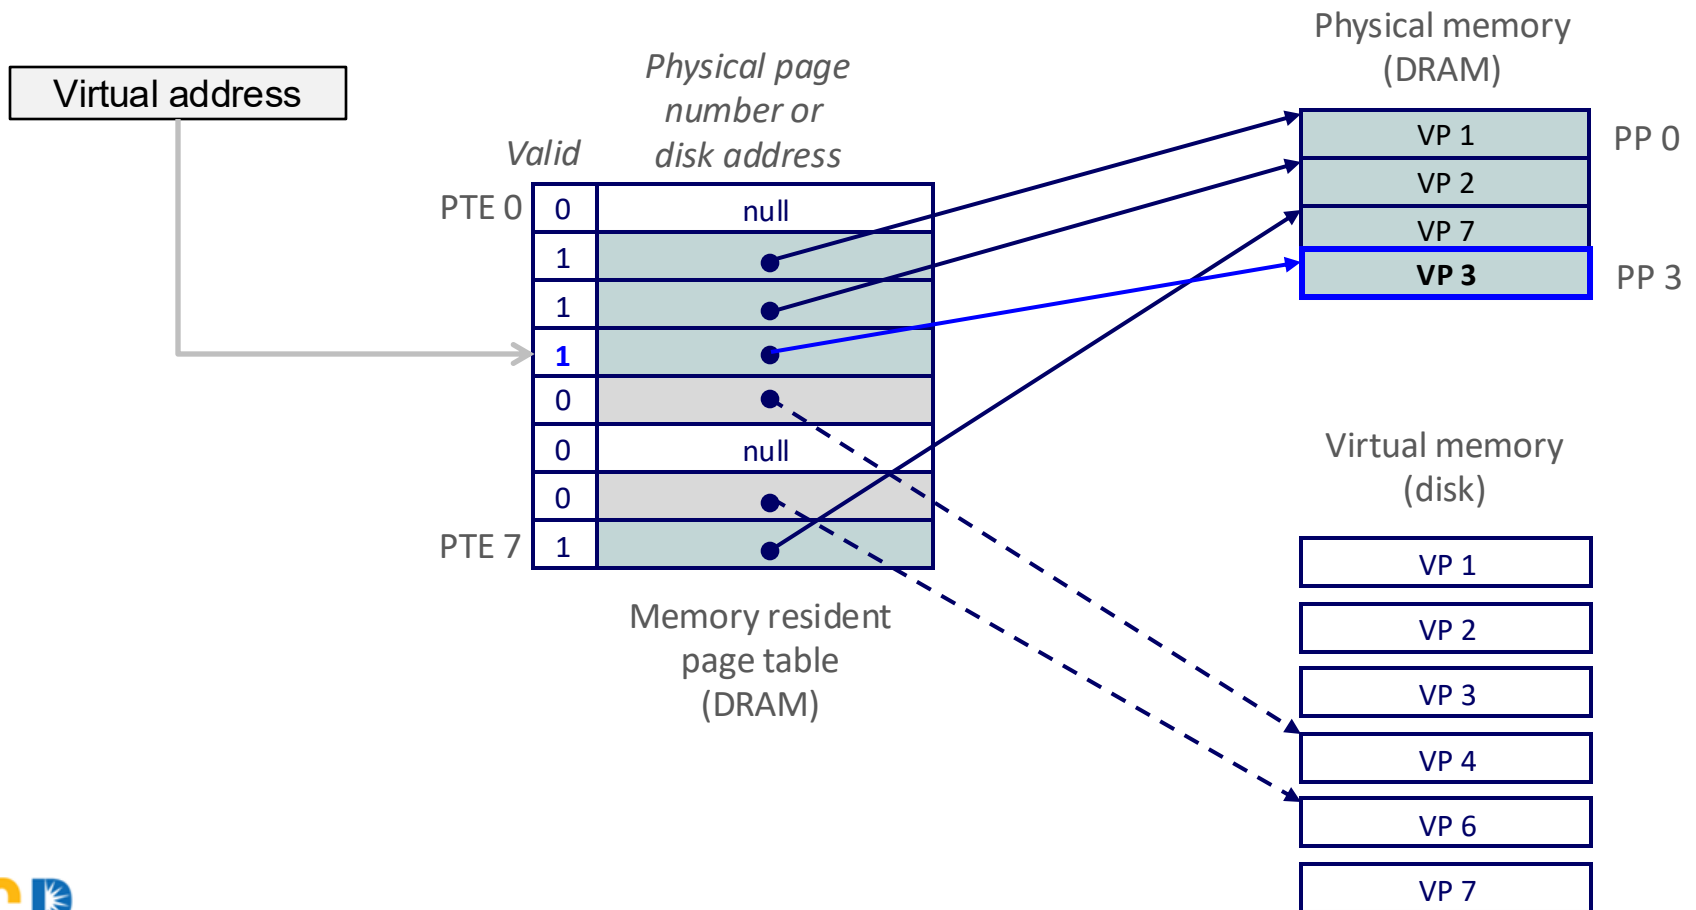 Virtual address
Physical page
number or
disk address
Valid
PTE 0
0
null
1
1
1
0
0
null
0
PTE 7
1
Memory resident
page table
(DRAM)
Physical memory
(DRAM)
VP 1
PP 0
VP 2
VP 7
VP 3
PP 3
Virtual memory
(disk)
VP 1
VP 2
VP 3
VP 4
VP 6
VP 7